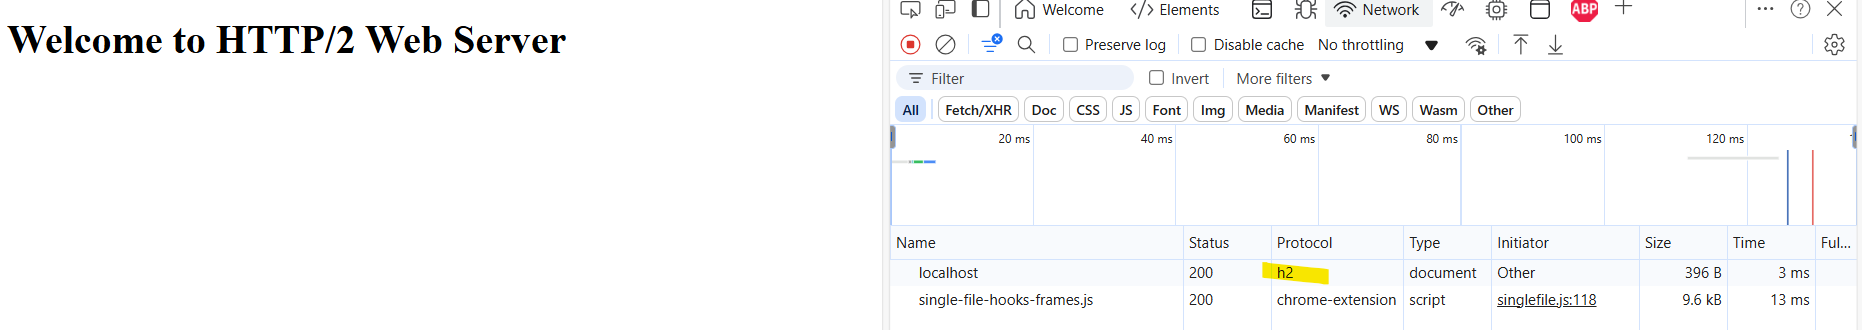 Welcome to HTTP/2 Web Server
Welcome Elements Network ABP
Preserve log Disable cache No throttling
Filter Invert More filters
All Fetch/XHR Doc CSS JS Font Img Media Manifest WS Wasm Other
20 ms 40 ms 60 ms 80 ms 100 ms 120 ms
Name Status Protocol Type Initiator Size Time Ful...
localhost 200 h2 document Other 396 B 3 ms
single-file-hooks-frames.js 200 chrome-extension script singlefile.js:118 9.6 kB 13 ms